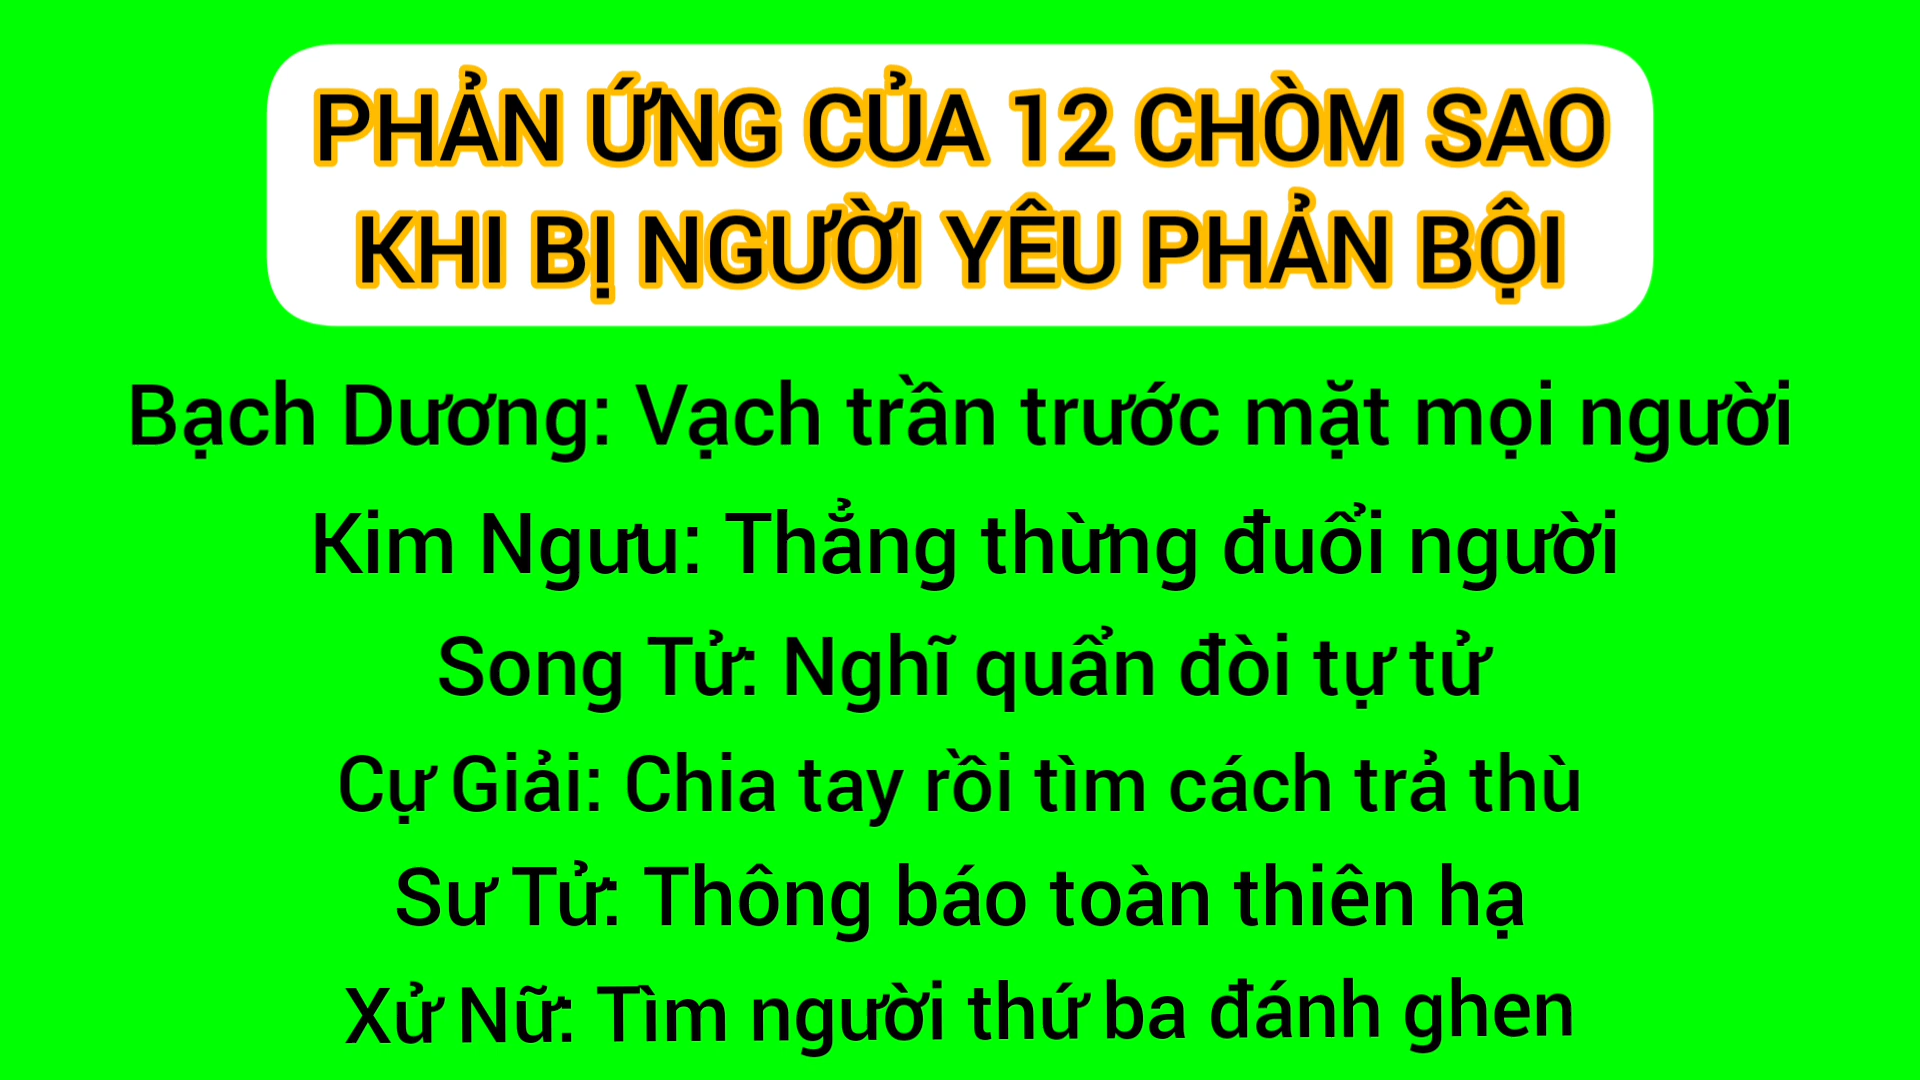 PHẢN ỨNG CỦA 12 CHÒM SAO
KHI BỊ NGƯỜI YÊU PHẢN BỘI
Bạch Dương: Vạch trần trước mặt mọi người
Kim Ngưu: Thẳng thừng đuổi người
Song Tử: Nghĩ quẩn đòi tự tử
Cự Giải: Chia tay rồi tìm cách trả thù
Sư Tử: Thông báo toàn thiên hạ
Xử Nữ: Tìm người thứ ba đánh ghen